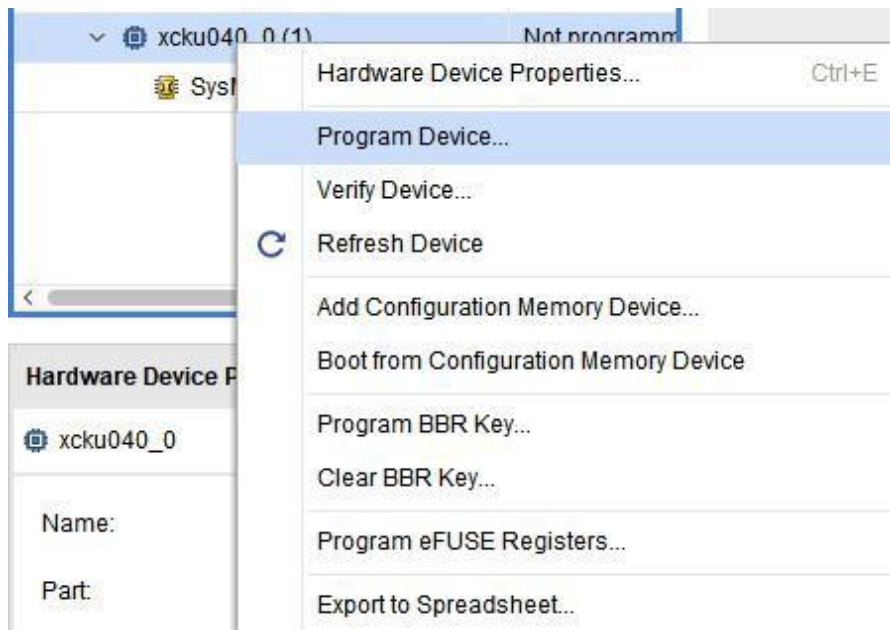 xcku040_0 (1) Not programm
SysM
Hardware Device Properties... Ctrl+E
Program Device...
Verify Device...
Refresh Device
Add Configuration Memory Device...
Boot from Configuration Memory Device
Hardware Device P
xcku040_0
Program BBR Key...
Clear BBR Key...
Name:
Program eFUSE Registers...
Part:
Export to Spreadsheet...